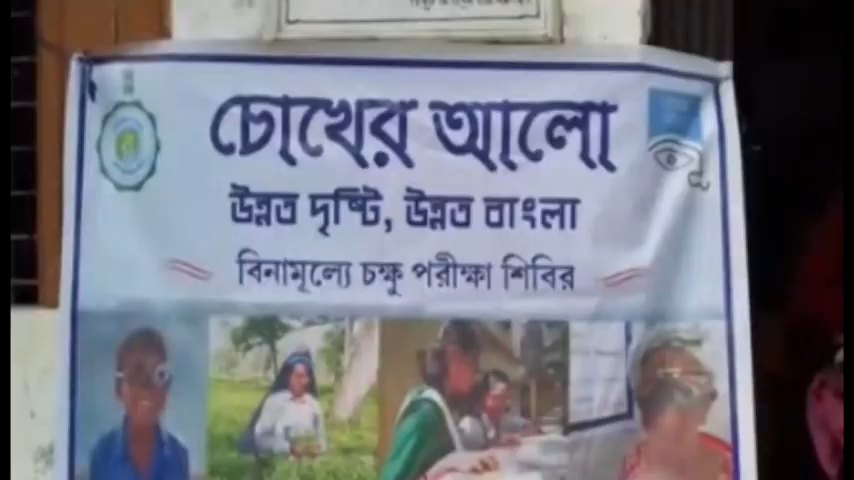 চোখের আলো
উন্নত দৃষ্টি, উন্নত বাংলা
বিনামূল্যে চক্ষু পরীক্ষা শিবির